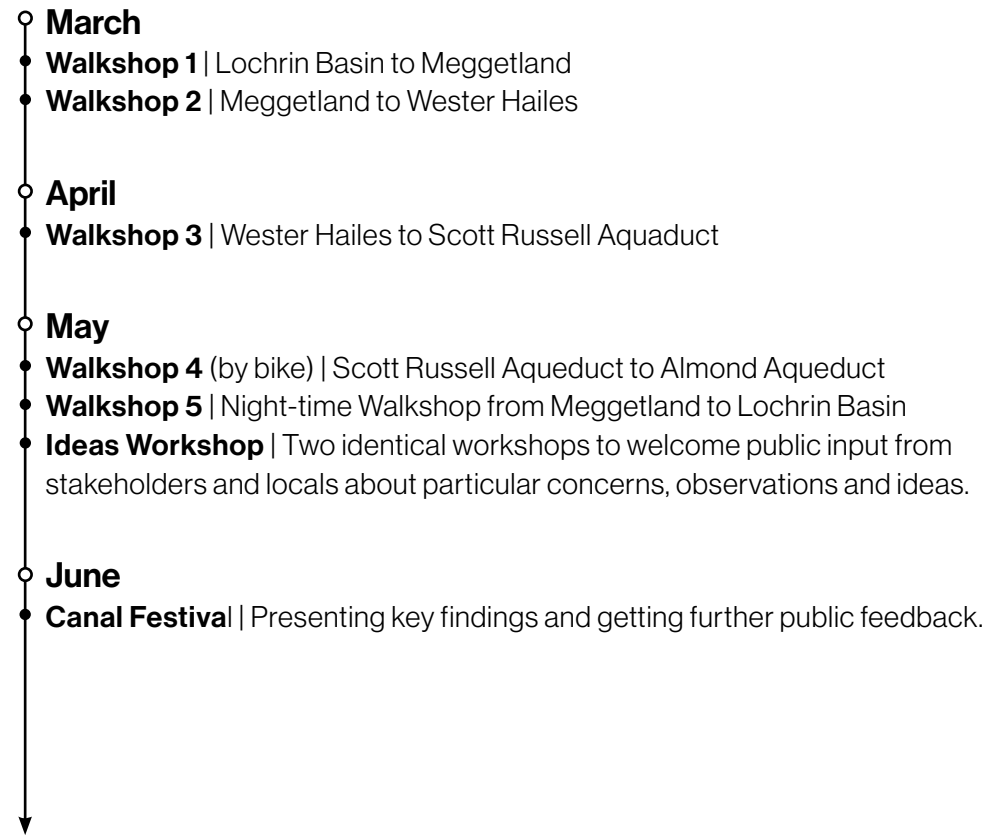 March
Walkshop 1 | Lochrin Basin to Meggetland
Walkshop 2 | Meggetland to Wester Hailes
April
Walkshop 3 | Wester Hailes to Scott Russell Aquaduct
May
Walkshop 4 (by bike) | Scott Russell Aqueduct to Almond Aqueduct
Walkshop 5 | Night-time Walkshop from Meggetland to Lochrin Basin
Ideas Workshop | Two identical workshops to welcome public input from
stakeholders and locals about particular concerns, observations and ideas.
June
Canal Festival | Presenting key findings and getting further public feedback.